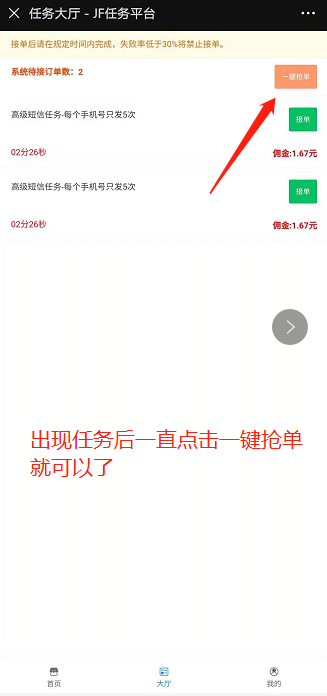 任务大厅 - JF任务平台
接单后请在规定时间内完成，失败率低于30%将禁止接单。
系统待接订单数：2
一键抢单
高级短信任务-每个手机号只发5次
接单
02分26秒
佣金:1.67元
高级短信任务-每个手机号只发5次
接单
02分26秒
佣金:1.67元
出现任务后一直点击一键抢单
就可以了
首页
大厅
我的